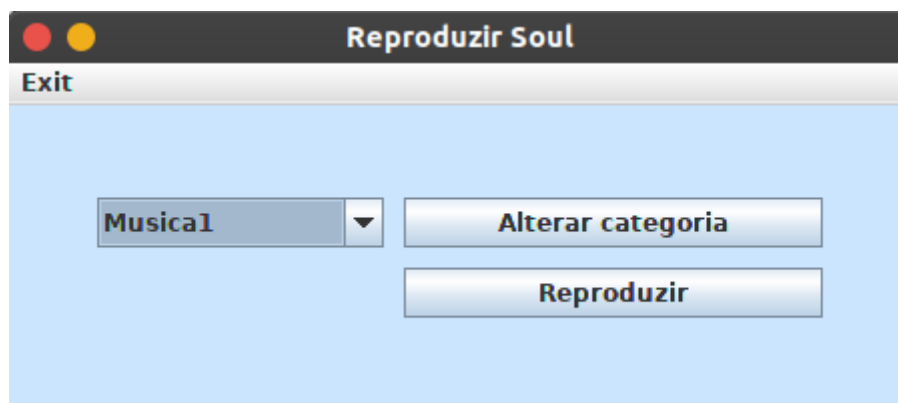 Reproduzir Soul
Exit
Musica1
Alterar categoria
Reproduzir